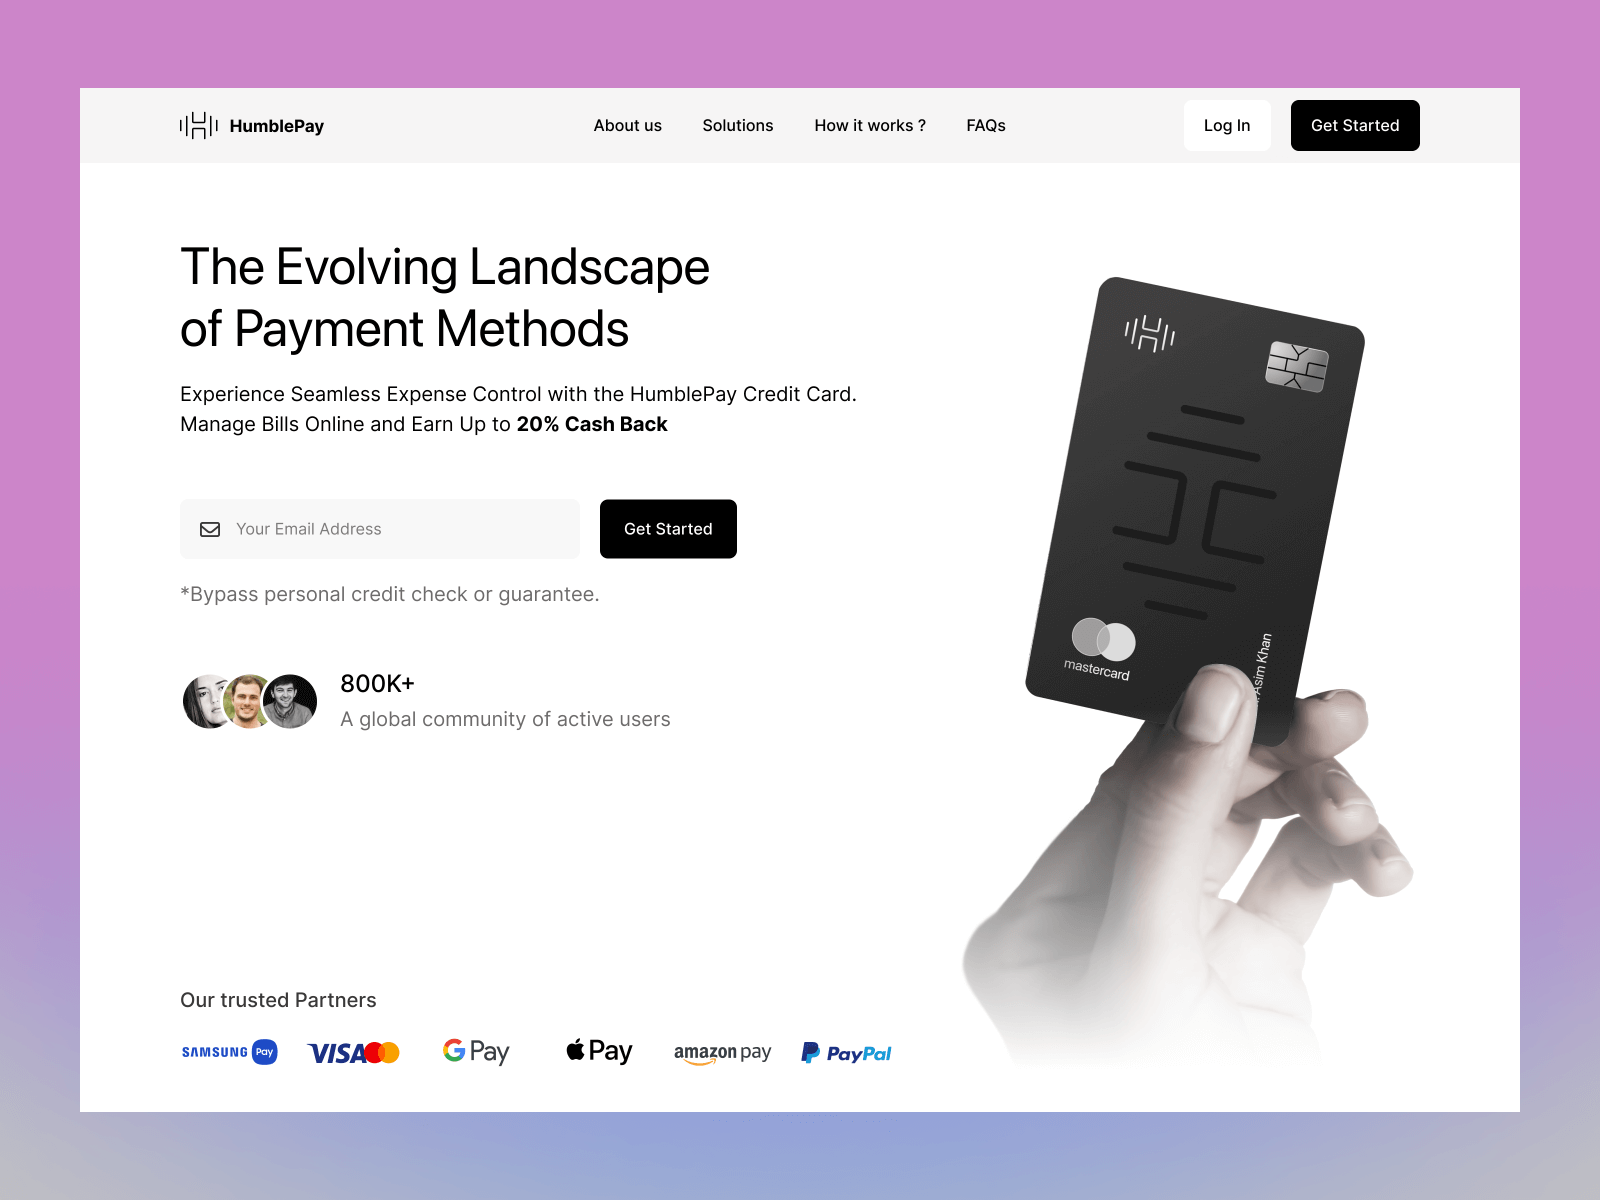 HumblePay
About us
Solutions
How it works ?
FAQs
Log In
Get Started
The Evolving Landscape
of Payment Methods
Experience Seamless Expense Control with the HumblePay Credit Card.
Manage Bills Online and Earn Up to 20% Cash Back
Your Email Address
Get Started
*Bypass personal credit check or guarantee.
800K+
A global community of active users
mastercard
Asim Khan
Our trusted Partners
SAMSUNG Pay
VISA
G Pay
Pay
amazon pay
PayPal